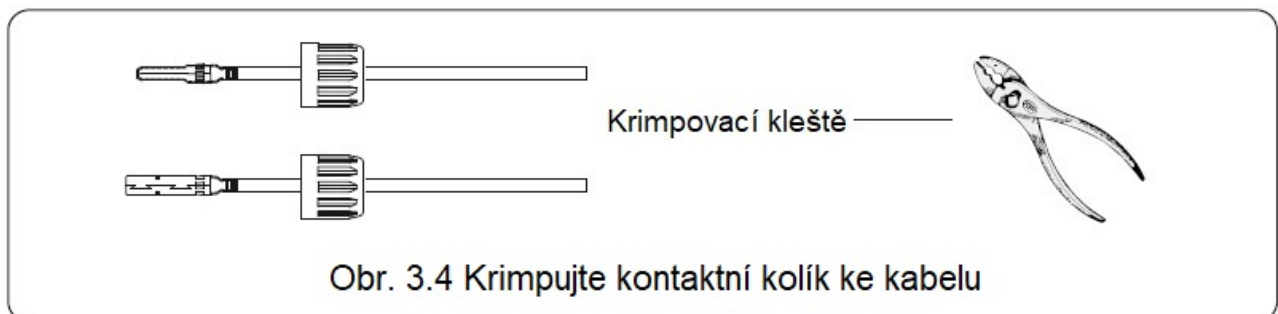 Krimpovací kleště
Obr. 3.4 Krimpujte kontaktní kolík ke kabelu